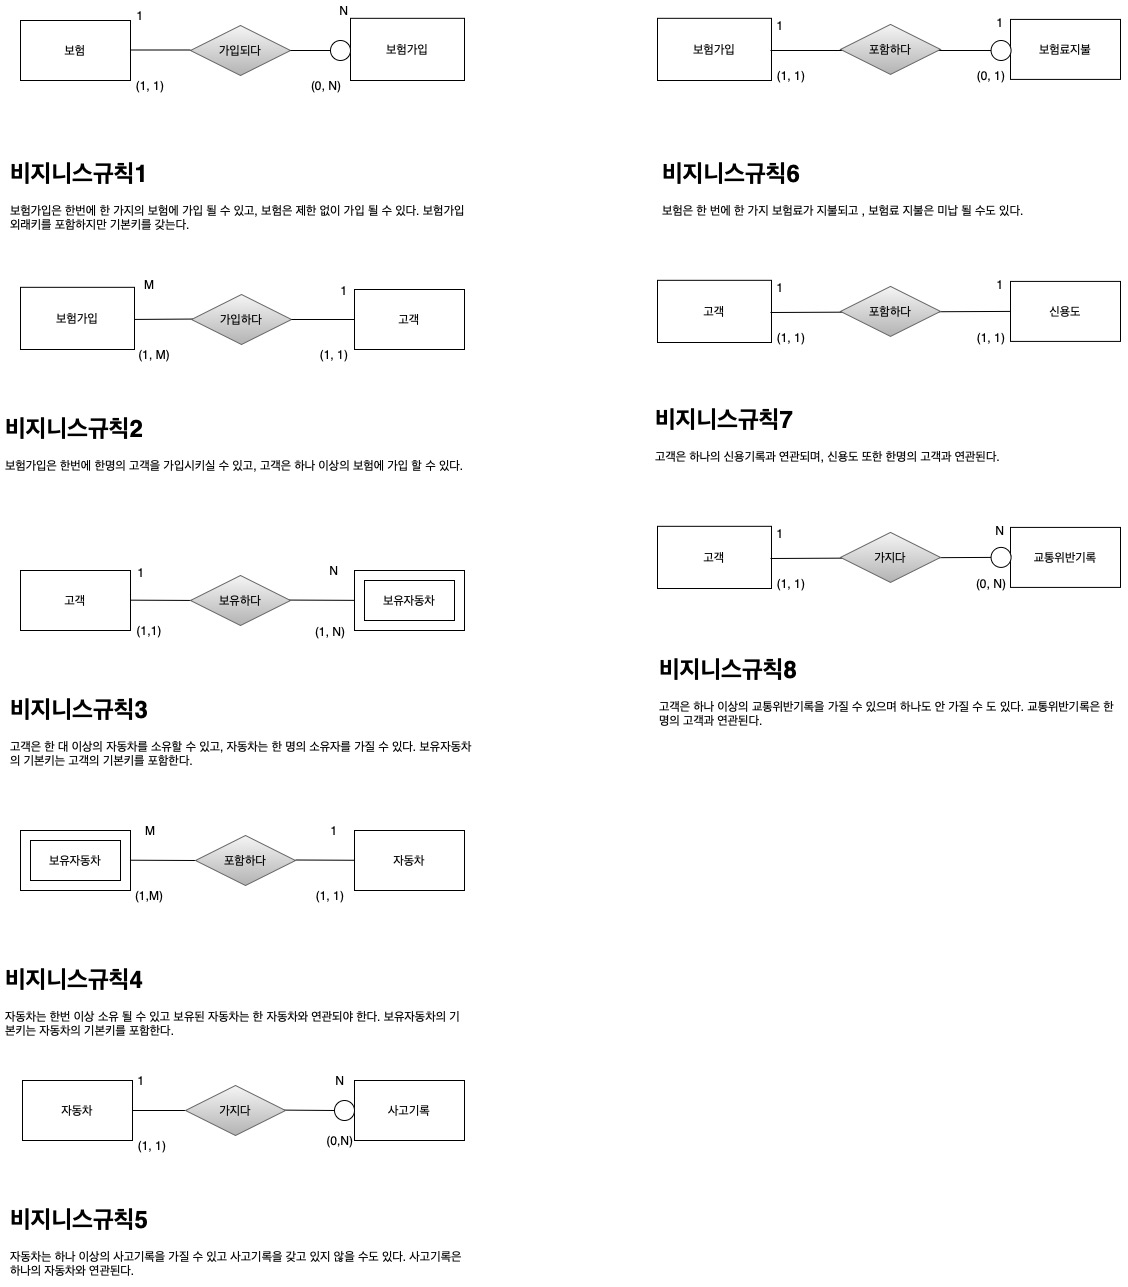 1
N
보험
가입되다
보험가입
(1, 1)
(0, N)
비지니스규칙1
보험가입은 한번에 한 가지의 보험에 가입 될 수 있고, 보험은 제한 없이 가입 될 수 있다. 보험가입
외래키를 포함하지만 기본키를 갖는다.
M
1
보험가입
가입하다
고객
(1, M)
(1, 1)
비지니스규칙2
보험가입은 한번에 한명의 고객을 가입시키실 수 있고, 고객은 하나 이상의 보험에 가입 할 수 있다.
1
N
고객
보유하다
보유자동차
(1,1)
(1, N)
비지니스규칙3
고객은 한 대 이상의 자동차를 소유할 수 있고, 자동차는 한 명의 소유자를 가질 수 있다. 보유자동차
의 기본키는 고객의 기본키를 포함한다.
M
1
보유자동차
포함하다
자동차
(1,M)
(1, 1)
비지니스규칙4
자동차는 한번 이상 소유 될 수 있고 보유된 자동차는 한 자동차와 연관되야 한다. 보유자동차의 기
본키는 자동차의 기본키를 포함한다.
1
N
자동차
가지다
사고기록
(1, 1)
(0,N)
비지니스규칙5
자동차는 하나 이상의 사고기록을 가질 수 있고 사고기록을 갖고 있지 않을 수도 있다. 사고기록은
하나의 자동차와 연관된다.
1
1
보험가입
포함하다
보험료지불
(1, 1)
(0, 1)
비지니스규칙6
보험은 한 번에 한 가지 보험료가 지불되고 , 보험료 지불은 미납 될 수도 있다.
1
1
고객
포함하다
신용도
(1, 1)
(1, 1)
비지니스규칙7
고객은 하나의 신용기록과 연관되며, 신용도 또한 한명의 고객과 연관된다.
1
N
고객
가지다
교통위반기록
(1, 1)
(0, N)
비지니스규칙8
고객은 하나 이상의 교통위반기록을 가질 수 있으며 하나도 안 가질 수 도 있다. 교통위반기록은 한
명의 고객과 연관된다.